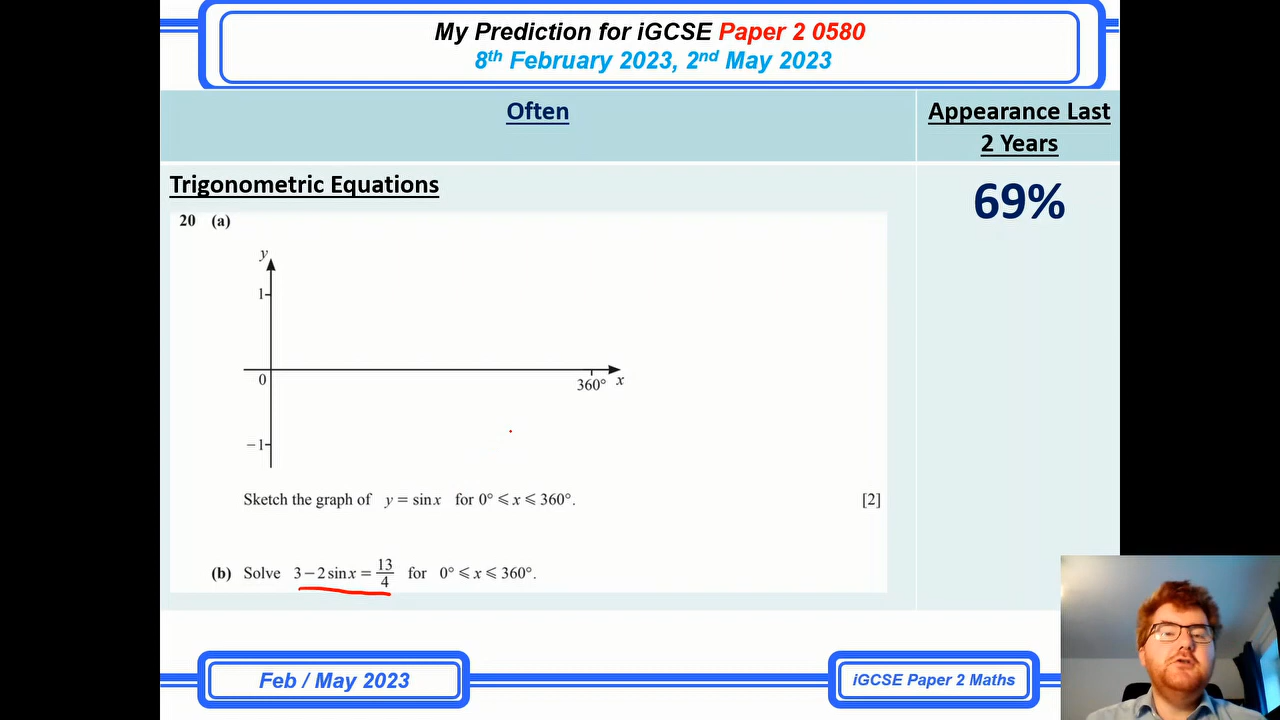 My Prediction for iGCSE Paper 2 0580
8th February 2023, 2nd May 2023
Often
Appearance Last
2 Years
Trigonometric Equations
69%
20 (a)
y
1
0
360° x
−1
Sketch the graph of y = sin x for 0° ⩽ x ⩽ 360°. [2]
(b) Solve 3 − 2 sin x = 13/4 for 0° ⩽ x ⩽ 360°.
Feb / May 2023
iGCSE Paper 2 Maths